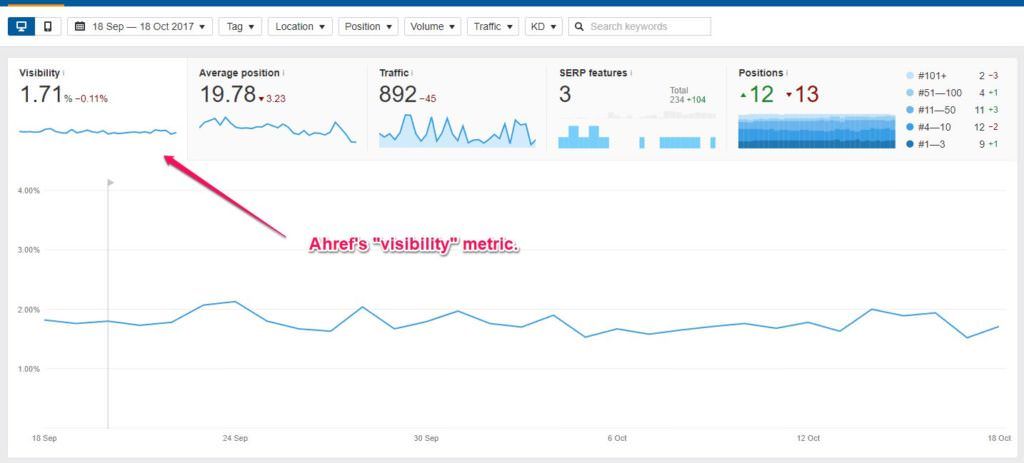 18 Sep — 18 Oct 2017 Tag Location Position Volume Traffic KD Search keywords
Visibility i
1.71% −0.11%
Average position i
19.78 3.23
Traffic i
892 −45
SERP features i
3 Total
234 +104
Positions i
12 13
#101+ 2 −3
#51—100 4 +1
#11—50 11 +3
#4—10 12 −2
#1—3 9 +1
4.00%
Ahref's "visibility" metric.
3.00%
2.00%
1.00%
18 Sep 24 Sep 30 Sep 6 Oct 12 Oct 18 Oct